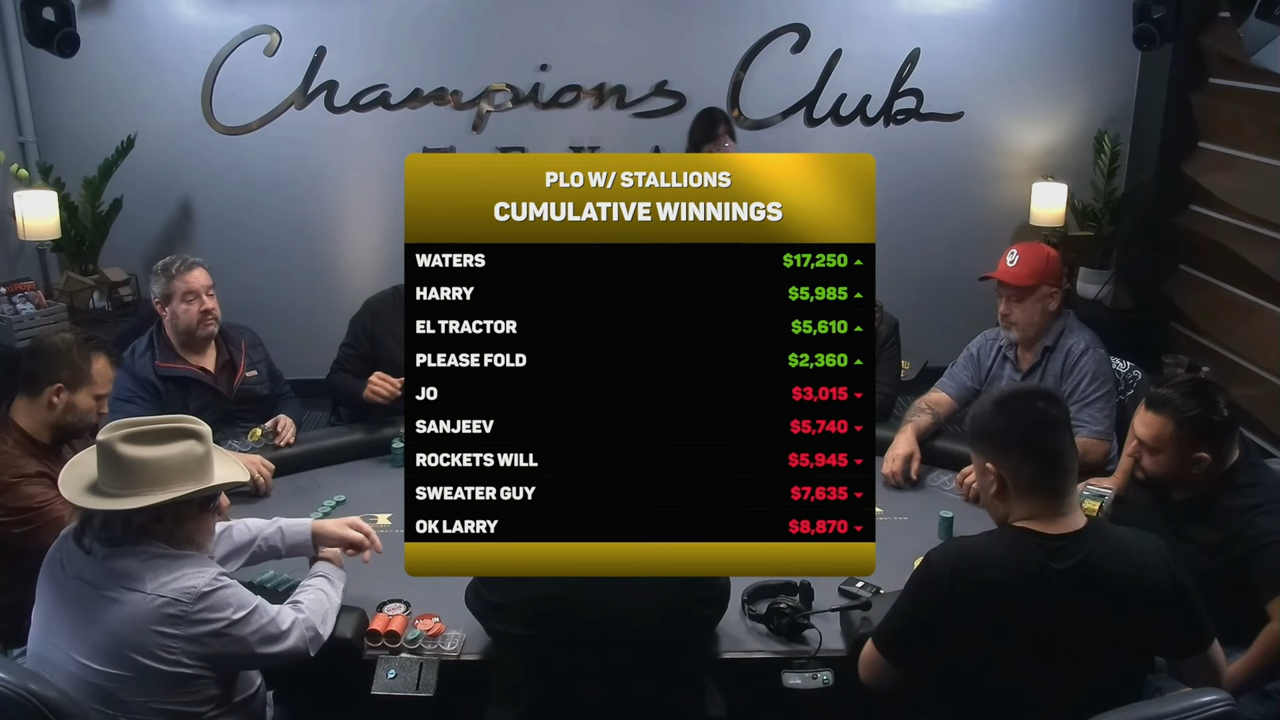 Champions Club
PLO W/ STALLIONS
CUMULATIVE WINNINGS
WATERS $17,250
HARRY $5,985
EL TRACTOR $5,610
PLEASE FOLD $2,360
JO $3,015
SANJEEV $5,740
ROCKETS WILL $5,945
SWEATER GUY $7,635
OK LARRY $8,870
OU